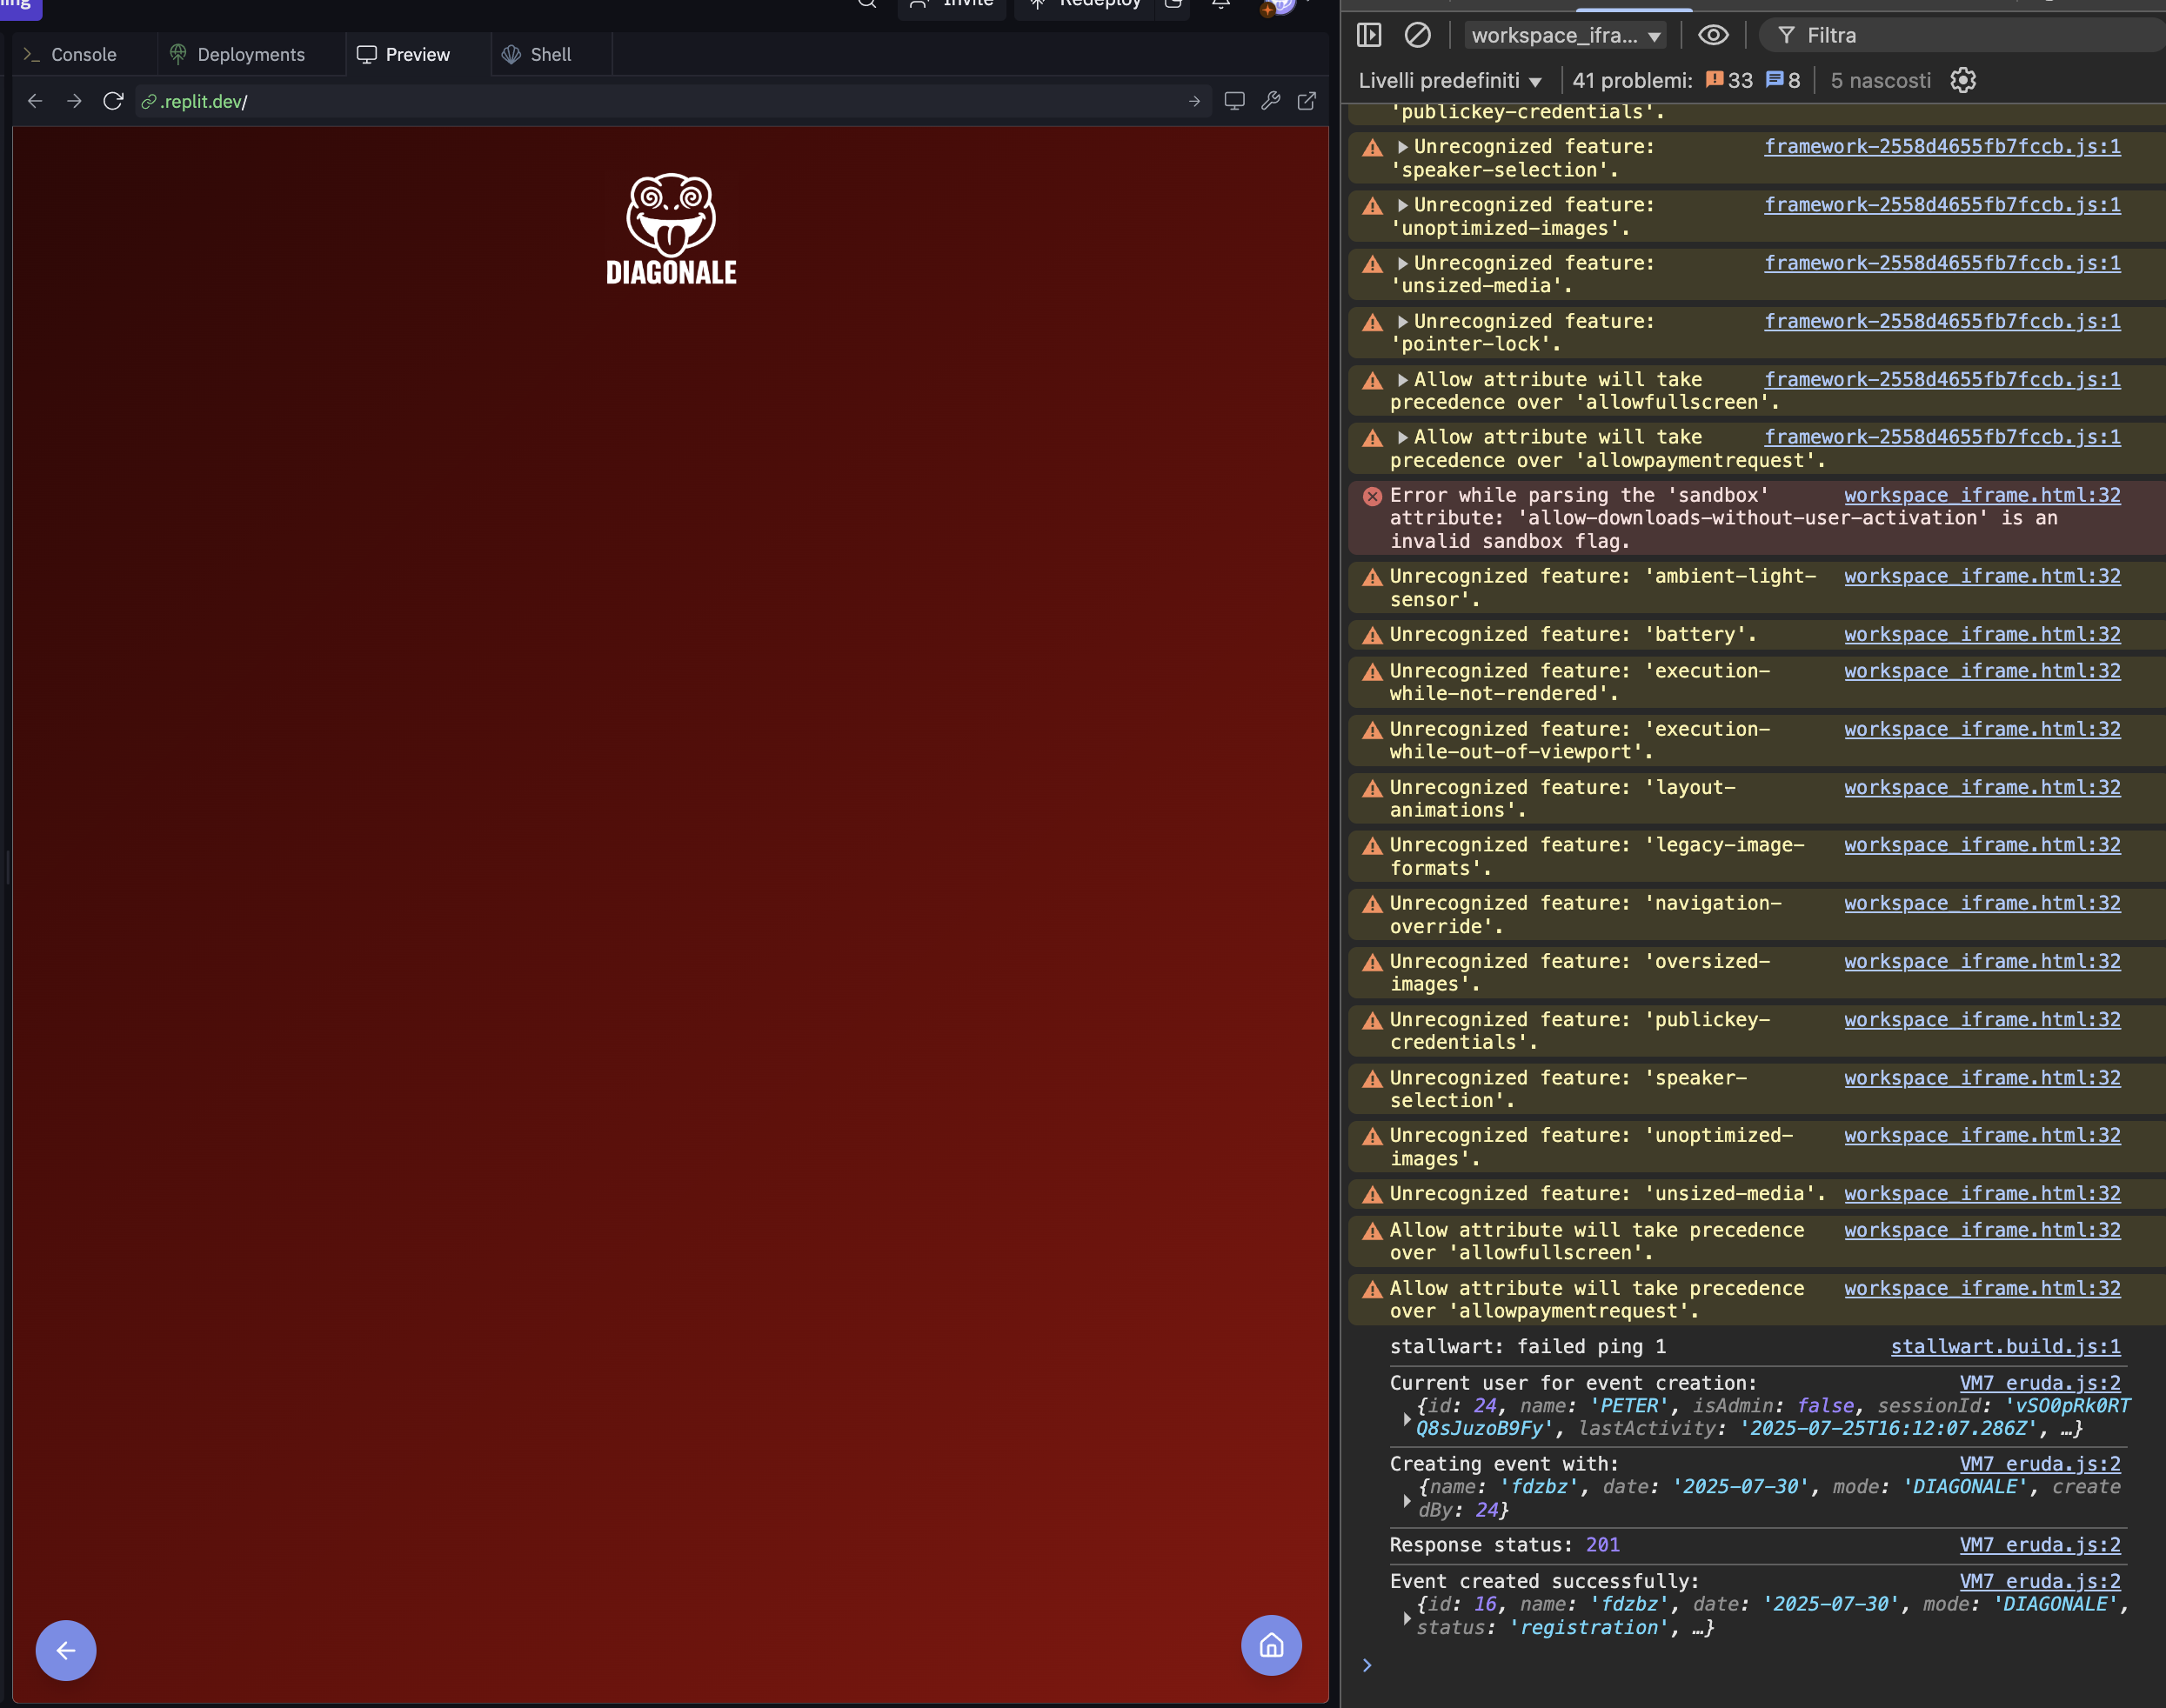 ing
Invite
Redeploy
Console
Deployments
Preview
Shell
.replit.dev/
DIAGONALE
workspace_ifra... ▼
Filtra
Livelli predefiniti ▼
41 problemi: 33 8
5 nascosti
'publickey-credentials'.
Unrecognized feature: framework-2558d4655fb7fccb.js:1
'speaker-selection'.
Unrecognized feature: framework-2558d4655fb7fccb.js:1
'unoptimized-images'.
Unrecognized feature: framework-2558d4655fb7fccb.js:1
'unsized-media'.
Unrecognized feature: framework-2558d4655fb7fccb.js:1
'pointer-lock'.
Allow attribute will take framework-2558d4655fb7fccb.js:1
precedence over 'allowfullscreen'.
Allow attribute will take framework-2558d4655fb7fccb.js:1
precedence over 'allowpaymentrequest'.
Error while parsing the 'sandbox' workspace_iframe.html:32
attribute: 'allow-downloads-without-user-activation' is an
invalid sandbox flag.
Unrecognized feature: 'ambient-light- workspace_iframe.html:32
sensor'.
Unrecognized feature: 'battery'. workspace_iframe.html:32
Unrecognized feature: 'execution- workspace_iframe.html:32
while-not-rendered'.
Unrecognized feature: 'execution- workspace_iframe.html:32
while-out-of-viewport'.
Unrecognized feature: 'layout- workspace_iframe.html:32
animations'.
Unrecognized feature: 'legacy-image- workspace_iframe.html:32
formats'.
Unrecognized feature: 'navigation- workspace_iframe.html:32
override'.
Unrecognized feature: 'oversized- workspace_iframe.html:32
images'.
Unrecognized feature: 'publickey- workspace_iframe.html:32
credentials'.
Unrecognized feature: 'speaker- workspace_iframe.html:32
selection'.
Unrecognized feature: 'unoptimized- workspace_iframe.html:32
images'.
Unrecognized feature: 'unsized-media'. workspace_iframe.html:32
Allow attribute will take precedence workspace_iframe.html:32
over 'allowfullscreen'.
Allow attribute will take precedence workspace_iframe.html:32
over 'allowpaymentrequest'.
stallwart: failed ping 1 stallwart.build.js:1
Current user for event creation: VM7 eruda.js:2
{id: 24, name: 'PETER', isAdmin: false, sessionId: 'vSO0pRk0RT
Q8sJuzoB9Fy', lastActivity: '2025-07-25T16:12:07.286Z', …}
Creating event with: VM7 eruda.js:2
{name: 'fdzbz', date: '2025-07-30', mode: 'DIAGONALE', create
dBy: 24}
Response status: 201 VM7 eruda.js:2
Event created successfully: VM7 eruda.js:2
{id: 16, name: 'fdzbz', date: '2025-07-30', mode: 'DIAGONALE',
status: 'registration', …}